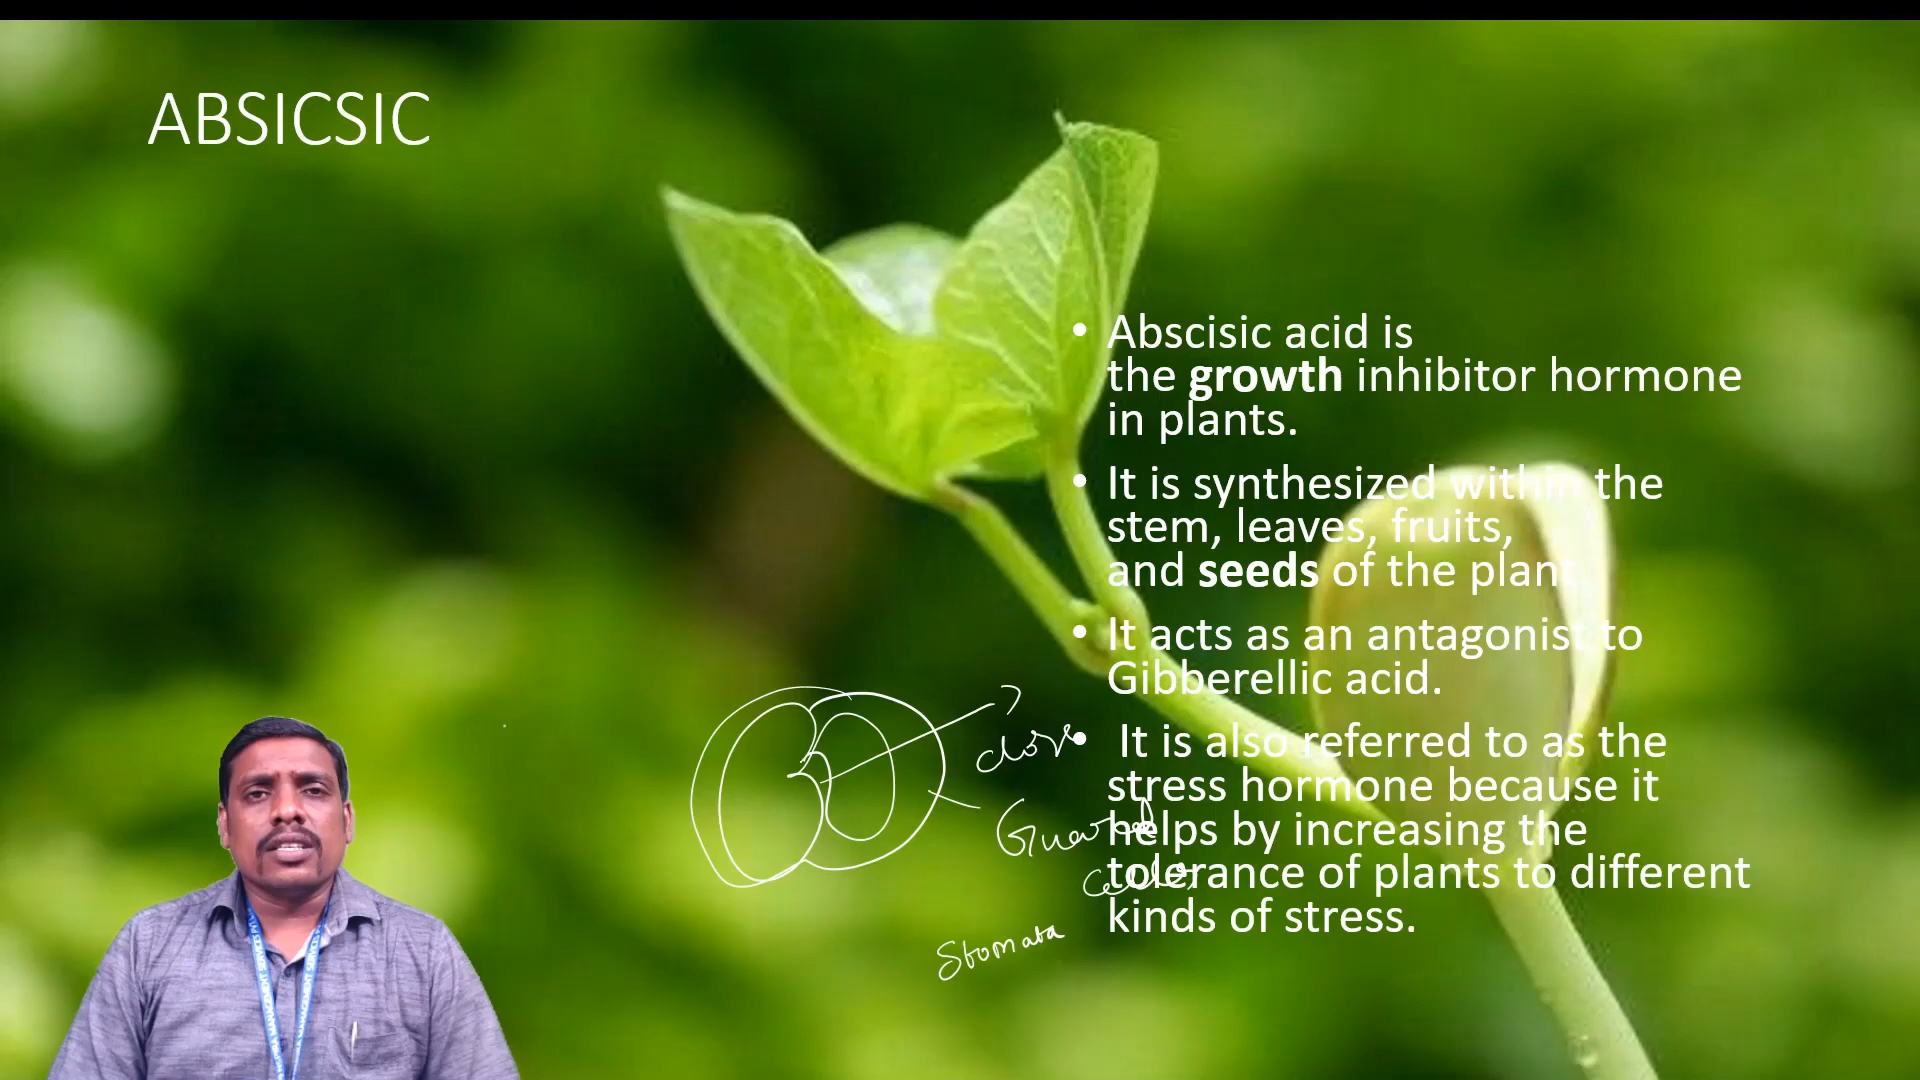 ABSICSIC
• Abscisic acid is
the growth inhibitor hormone
in plants.
• It is synthesized within the
stem, leaves, fruits,
and seeds of the plant
• It acts as an antagonist to
Gibberellic acid.
• It is also referred to as the
stress hormone because it
helps by increasing the
tolerance of plants to different
kinds of stress.
close
Guard
cells
Stomata